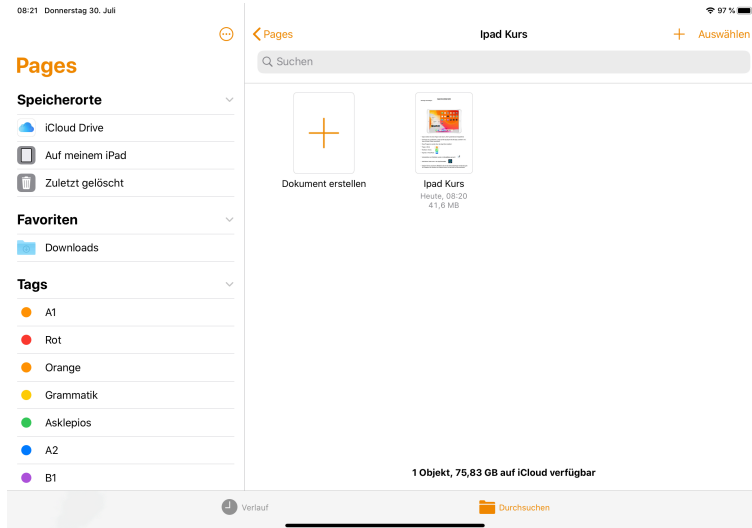 08:21 Donnerstag 30. Juli
97 %
Pages
Speicherorte
iCloud Drive
Auf meinem iPad
Zuletzt gelöscht
Favoriten
Downloads
Tags
A1
Rot
Orange
Grammatik
Asklepios
A2
B1
Pages
Ipad Kurs
Auswählen
Suchen
Dokument erstellen
Ipad Kurs
Heute, 08:20
41,6 MB
1 Objekt, 75,83 GB auf iCloud verfügbar
Verlauf
Durchsuchen